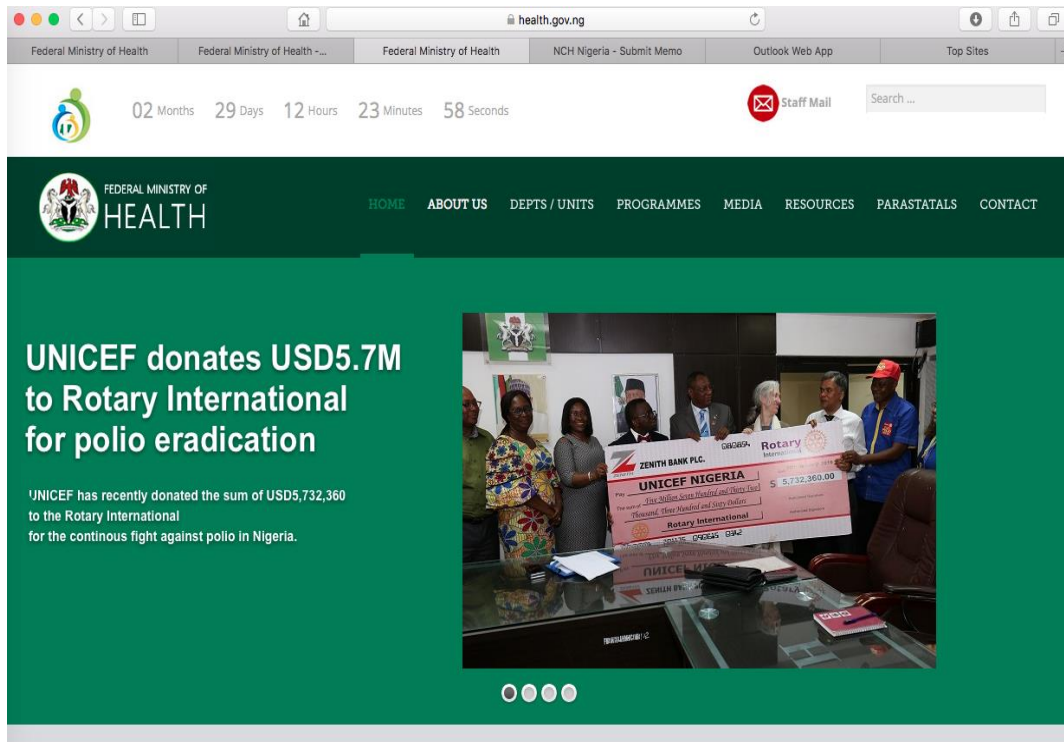 health.gov.ng
Federal Ministry of Health
Federal Ministry of Health -...
Federal Ministry of Health
NCH Nigeria - Submit Memo
Outlook Web App
Top Sites
02 Months 29 Days 12 Hours 23 Minutes 58 Seconds
Staff Mail
Search ...
FEDERAL MINISTRY OF
HEALTH
HOME
ABOUT US
DEPTS / UNITS
PROGRAMMES
MEDIA
RESOURCES
PARASTATALS
CONTACT
UNICEF donates USD5.7M
to Rotary International
for polio eradication
UNICEF has recently donated the sum of USD5,732,360
to the Rotary International
for the continous fight against polio in Nigeria.
Rotary
International
ZENITH BANK PLC.
Pay UNICEF NIGERIA
$ 5,732,360.00
The sum of Five Million Seven Hundred and Thirty Two
Thousand, Three Hundred and Sixty Dollars
Rotary International